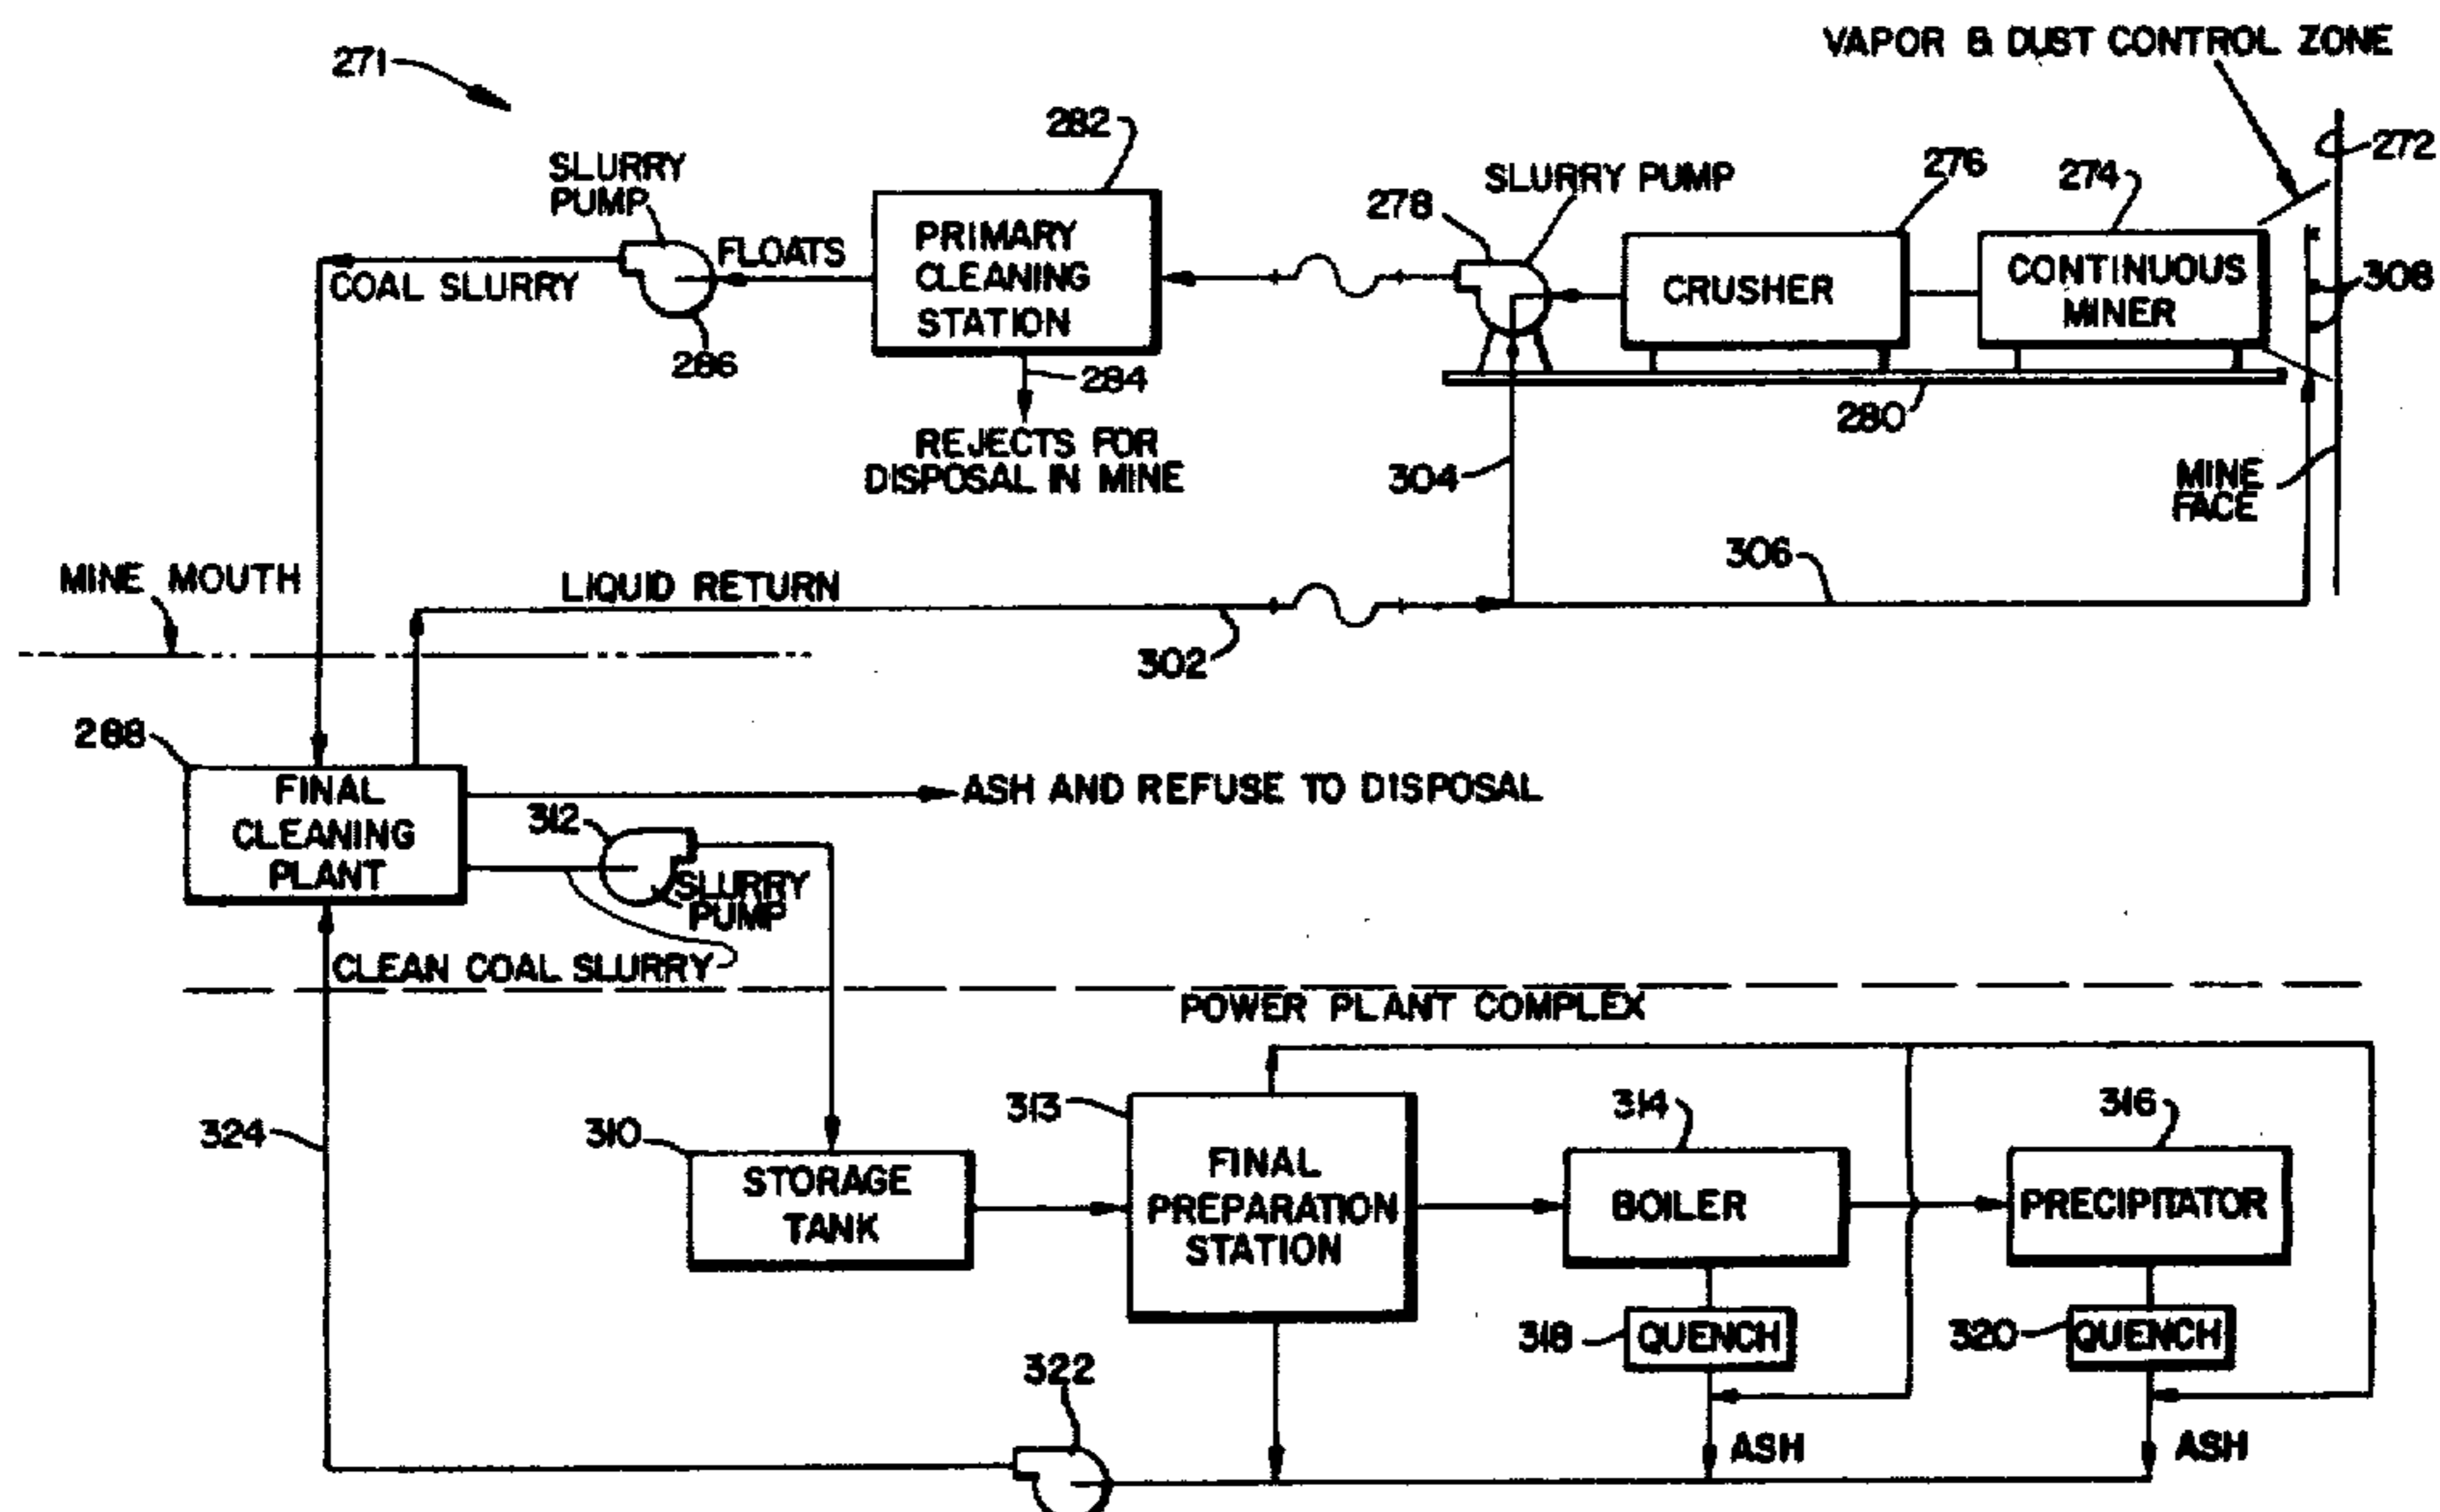 VAPOR & DUST CONTROL ZONE
271
282
272
SLURRY
PUMP
SLURRY PUMP
276
274
278
FLOATS
PRIMARY
CLEANING
STATION
CRUSHER
CONTINUOUS
MINER
308
COAL SLURRY
286
284
280
REJECTS FOR
DISPOSAL IN MINE
304
MINE
FACE
306
MINE MOUTH
LIQUID RETURN
302
288
FINAL
CLEANING
PLANT
ASH AND REFUSE TO DISPOSAL
312
SLURRY
PUMP
CLEAN COAL SLURRY
POWER PLANT COMPLEX
324
310
STORAGE
TANK
313
FINAL
PREPARATION
STATION
314
BOILER
316
PRECIPITATOR
318
QUENCH
320
QUENCH
322
ASH
ASH